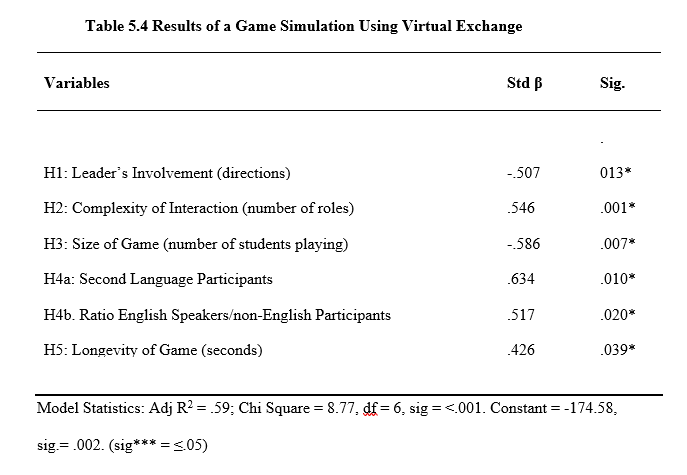 Table 5.4 Results of a Game Simulation Using Virtual Exchange
Variables Std β Sig.
.
H1: Leader's Involvement (directions) -.507 013*
H2: Complexity of Interaction (number of roles) .546 .001*
H3: Size of Game (number of students playing) -.586 .007*
H4a: Second Language Participants .634 .010*
H4b. Ratio English Speakers/non-English Participants .517 .020*
H5: Longevity of Game (seconds) .426 .039*
Model Statistics: Adj R² = .59; Chi Square = 8.77, df = 6, sig = <.001. Constant = -174.58,
sig.= .002. (sig*** = ≤.05)